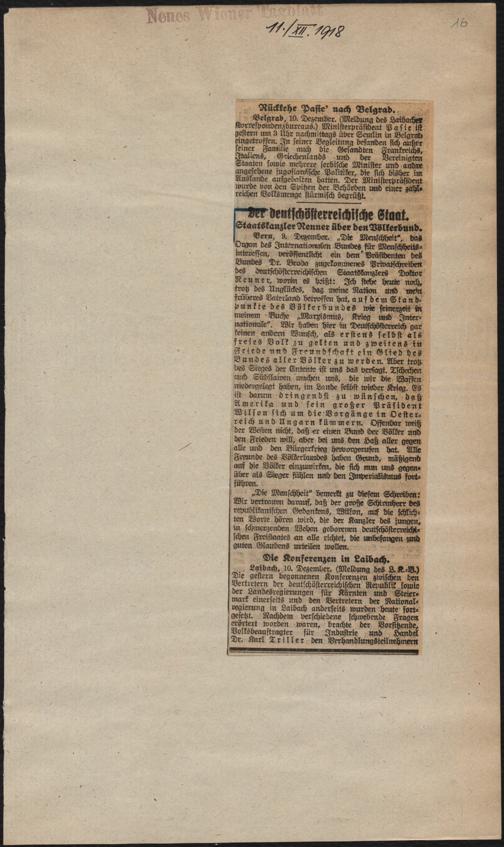 Neues Wiener Tagblatt
11./XII. 1918
16
Rückkehr Pasic' nach Belgrad.
Belgrad, 10. Dezember. (Meldung des Laibacher
Korrespondenzbureaus.) Ministerpräsident Pasic ist
gestern um 3 Uhr nachmittags über Semlin in Belgrad
eingetroffen. In seiner Begleitung befanden sich außer
seiner Familie auch die Gesandten Frankreichs,
Italiens, Griechenlands und der Vereinigten
Staaten sowie mehrere serbische Minister und andre
angesehene jugoslawische Politiker, die sich bisher im
Auslande aufgehalten hatten. Der Ministerpräsident
wurde von den Spitzen der Behörden und einer zahl-
reichen Volksmenge stürmisch begrüßt.
Der deutschösterreichische Staat.
Staatskanzler Renner über den Völkerbund.
Bern, 9. Dezember. „Die Menschheit", das
Organ des Internationalen Bundes für Menschheits-
interessen, veröffentlicht ein dem Präsidenten des
Bundes Dr. Broda zugekommenes Privatschreiben
des deutschösterreichischen Staatskanzlers Doktor
Renner, worin es heißt: Ich stehe heute noch,
trotz des Unglückes, das meine Nation und mein
früheres Vaterland betroffen hat, auf dem Stand-
punkte des Völkerbundes wie seinerzeit in
meinem Buche „Marxismus, Krieg und Inter-
nationale". Wir haben hier in Deutschösterreich gar
keinen andern Wunsch, als erstens selbst als
freies Volk zu gelten und zweitens in
Friede und Freundschaft ein Glied des
Bundes aller Völker zu werden. Aber trotz
des Sieges der Entente ist uns das versagt. Tschechen
und Südslawen machen uns, die wir die Waffen
niedergelegt haben, im Lande selbst wieder Krieg. Es
ist darum dringendst zu wünschen, daß
Amerika und sein großer Präsident
Wilson sich um die Vorgänge in Oester-
reich und Ungarn kümmern. Offenbar weiß
der Westen nicht, daß er einen Bund der Völker und
den Frieden will, aber bei uns den Haß aller gegen
alle und den Bürgerkrieg hervorgerufen hat. Alle
Freunde des Völkerbundes haben Grund, mäßigend
auf die Völker einzuwirken, die sich nun uns gegen-
über als Sieger fühlen und den Imperialismus fort-
führen.
„Die Menschheit" bemerkt zu diesem Schreiben:
Wir vertrauen darauf, daß der große Schirmherr des
republikanischen Gedankens, Wilson, auf die schlich-
ten Worte hören wird, die der Kanzler des jungen,
in schmerzenden Wehen geborenen deutschösterreichi-
schen Freistaates an alle richtet, die unbefangen und
guten Glaubens urteilen wollen.
Die Konferenzen in Laibach.
Laibach, 10. Dezember. (Meldung des L. K.-B.)
Die gestern begonnenen Konferenzen zwischen den
Vertretern der deutschösterreichischen Republik sowie
der Landesregierungen für Kärnten und Steier-
mark einerseits und den Vertretern der National-
regierung in Laibach anderseits wurden heute fort-
gesetzt. Nachdem verschiedene schwebende Fragen
erörtert worden waren, brachte der Vorsitzende,
Volksbeauftragter für Industrie und Handel
Dr. Karl Triller den Verhandlungsteilnehmern